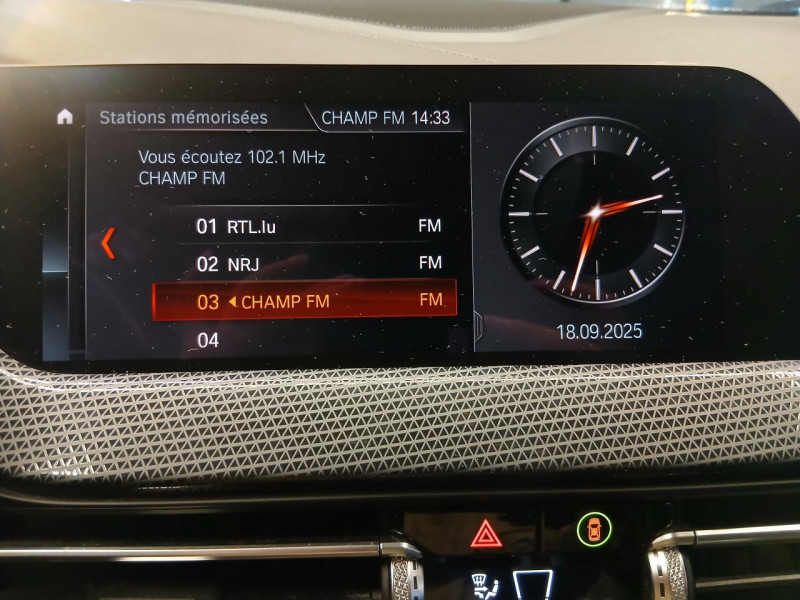 Stations mémorisées
CHAMP FM 14:33
Vous écoutez 102.1 MHz
CHAMP FM
01 RTL.lu FM
02 NRJ FM
03 CHAMP FM FM
04
18.09.2025